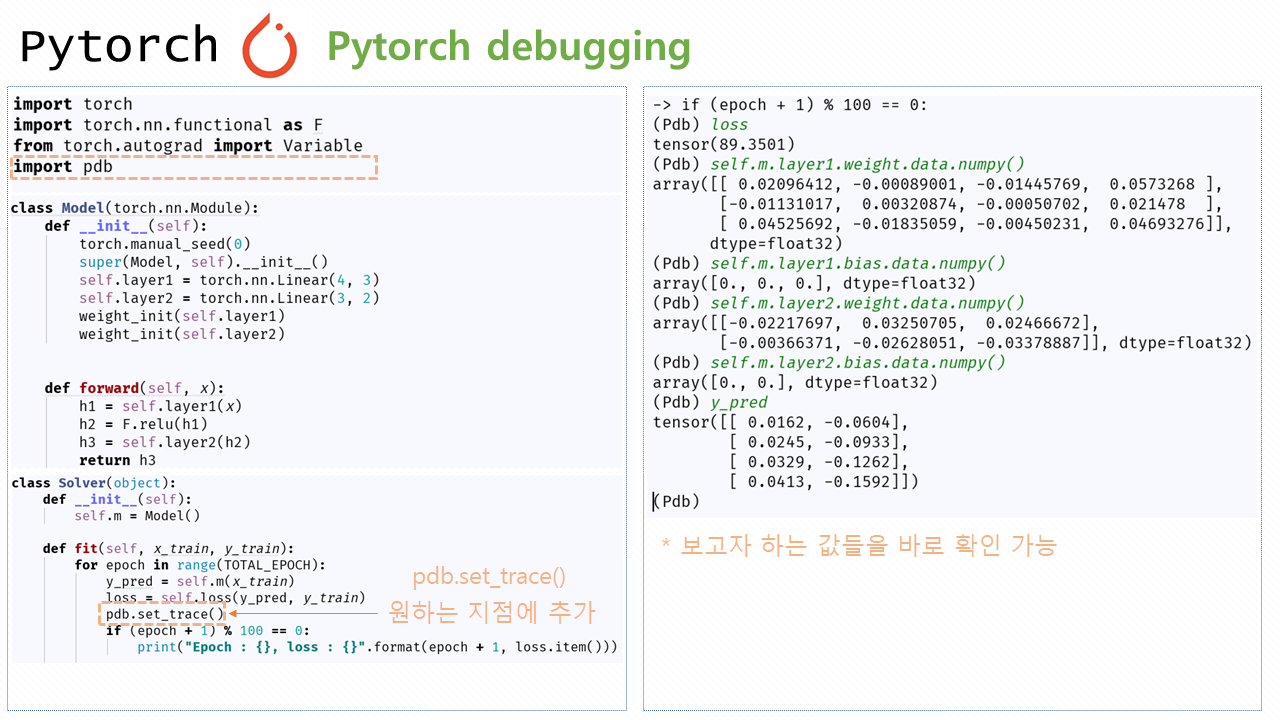 Pytorch
Pytorch debugging
import torch
import torch.nn.functional as F
from torch.autograd import Variable
import pdb
class Model(torch.nn.Module):
    def __init__(self):
        torch.manual_seed(0)
        super(Model, self).__init__()
        self.layer1 = torch.nn.Linear(4, 3)
        self.layer2 = torch.nn.Linear(3, 2)
        weight_init(self.layer1)
        weight_init(self.layer2)
    def forward(self, x):
        h1 = self.layer1(x)
        h2 = F.relu(h1)
        h3 = self.layer2(h2)
        return h3
class Solver(object):
    def __init__(self):
        self.m = Model()
    def fit(self, x_train, y_train):
        for epoch in range(TOTAL_EPOCH):
            y_pred = self.m(x_train)
            loss = self.loss(y_pred, y_train)
            pdb.set_trace()
            if (epoch + 1) % 100 == 0:
                print("Epoch : {}, loss : {}".format(epoch + 1, loss.item()))
pdb.set_trace()
원하는 지점에 추가
-> if (epoch + 1) % 100 == 0:
(Pdb) loss
tensor(89.3501)
(Pdb) self.m.layer1.weight.data.numpy()
array([[ 0.02096412, -0.00089001, -0.01445769,  0.0573268 ],
       [-0.01131017,  0.00320874, -0.00050702,  0.021478  ],
       [ 0.04525692, -0.01835059, -0.00450231,  0.04693276]],
      dtype=float32)
(Pdb) self.m.layer1.bias.data.numpy()
array([0., 0., 0.], dtype=float32)
(Pdb) self.m.layer2.weight.data.numpy()
array([[-0.02217697,  0.03250705,  0.02466672],
       [-0.00366371, -0.02628051, -0.03378887]], dtype=float32)
(Pdb) self.m.layer2.bias.data.numpy()
array([0., 0.], dtype=float32)
(Pdb) y_pred
tensor([[ 0.0162, -0.0604],
        [ 0.0245, -0.0933],
        [ 0.0329, -0.1262],
        [ 0.0413, -0.1592]])
(Pdb)
* 보고자 하는 값들을 바로 확인 가능